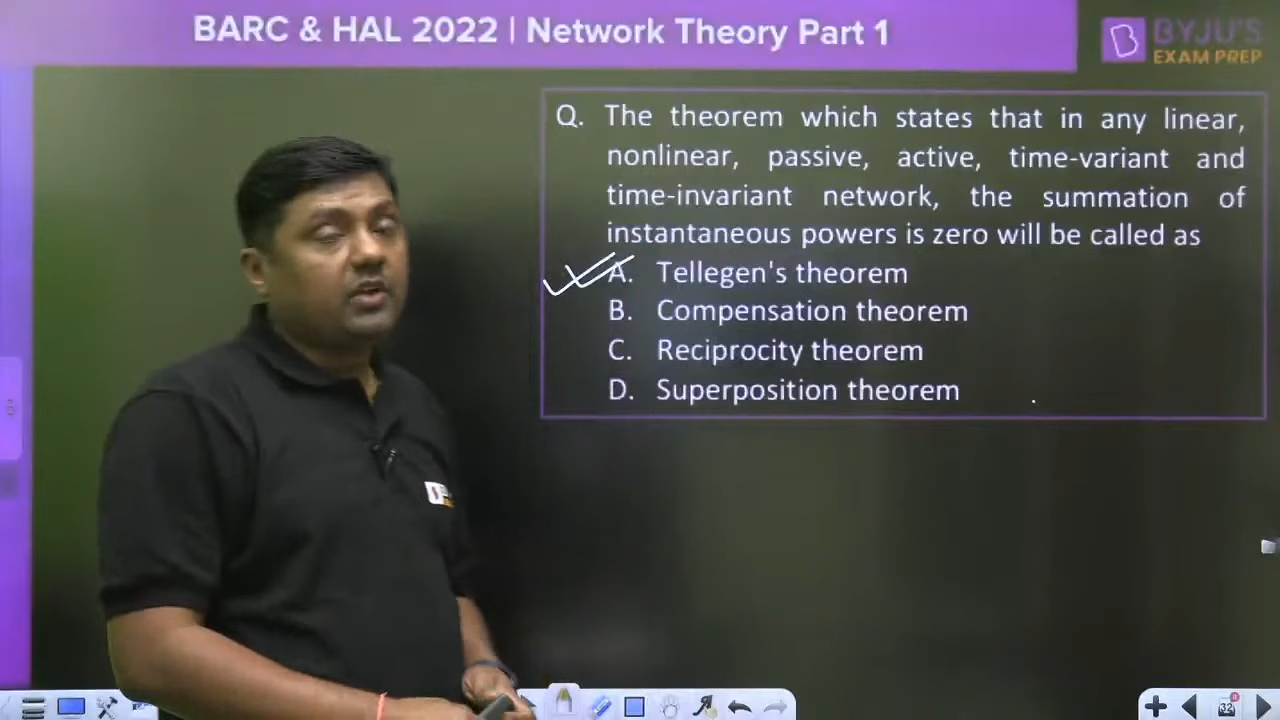 BARC & HAL 2022 | Network Theory Part 1
BYJU'S
EXAM PREP
Q. The theorem which states that in any linear,
nonlinear, passive, active, time-variant and
time-invariant network, the summation of
instantaneous powers is zero will be called as
A. Tellegen's theorem
B. Compensation theorem
C. Reciprocity theorem
D. Superposition theorem
32